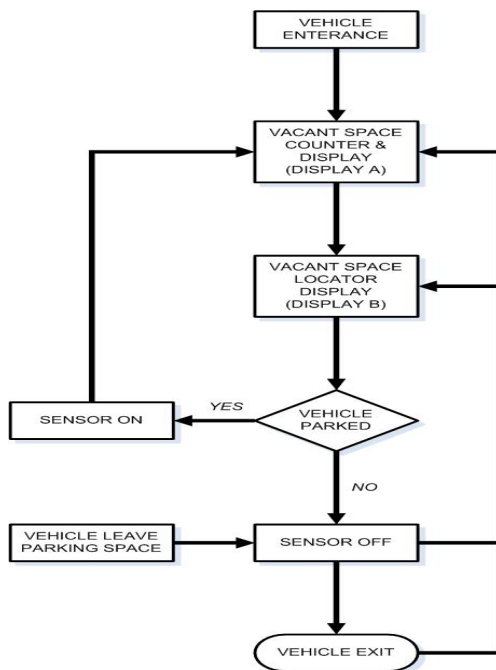 VEHICLE
ENTERANCE
VACANT SPACE
COUNTER &
DISPLAY
(DISPLAY A)
VACANT SPACE
LOCATOR
DISPLAY
(DISPLAY B)
YES
SENSOR ON
VEHICLE
PARKED
NO
VEHICLE LEAVE
PARKING SPACE
SENSOR OFF
VEHICLE EXIT